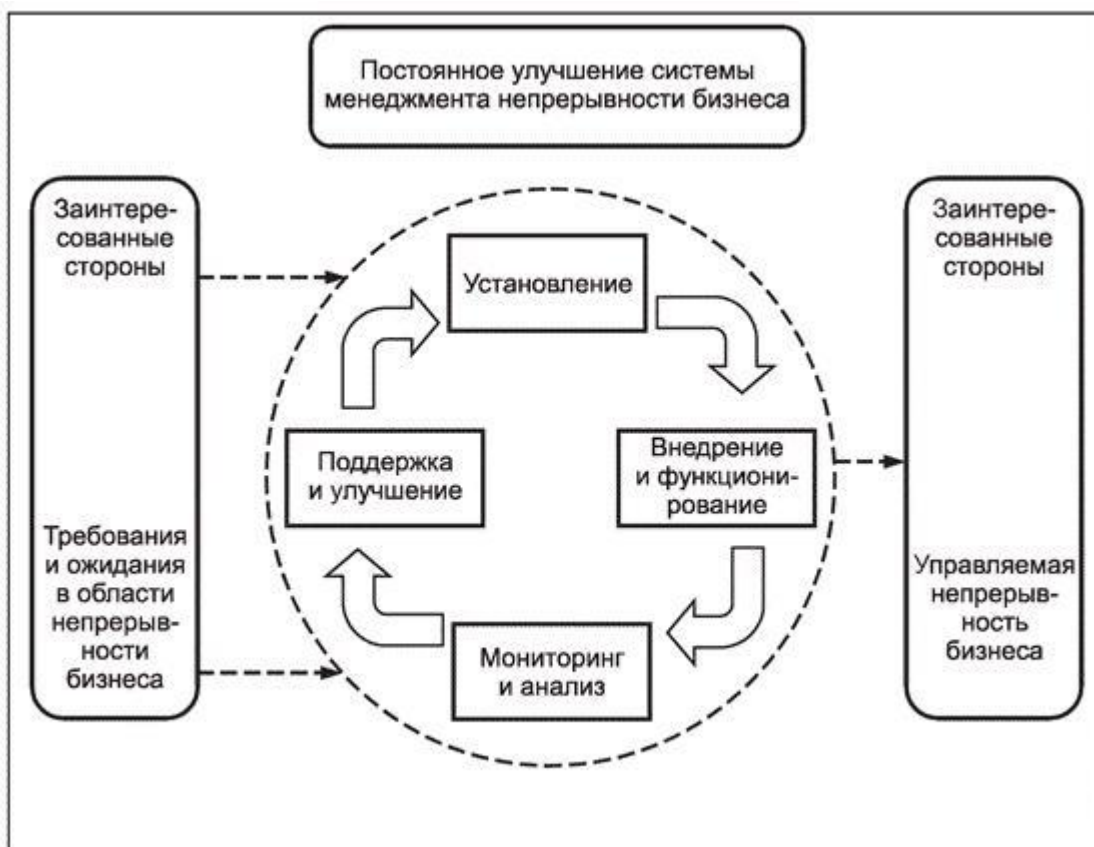 Постоянное улучшение системы
менеджмента непрерывности бизнеса
Заинтере-
сованные
стороны
Требования
и ожидания
в области
непрерыв-
ности
бизнеса
Установление
Поддержка
и улучшение
Внедрение
и функциони-
рование
Мониторинг
и анализ
Заинтере-
сованные
стороны
Управляемая
непрерыв-
ность
бизнеса